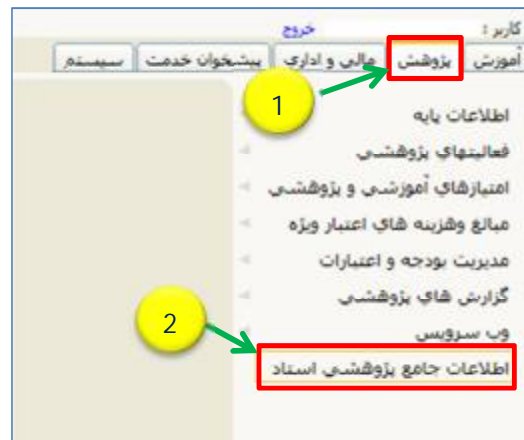 کاربر : خروج
آموزش پژوهش مالی و اداری پیشخوان خدمت سیستم
1
اطلاعات پایه
فعالیتهای پژوهشی
امتیازهای آموزشی و پژوهشی
مبالغ وهزینه های اعتبار ویژه
مدیریت بودجه و اعتبارات
گزارش های پژوهشی
2
وب سرویس
اطلاعات جامع پژوهشی استاد